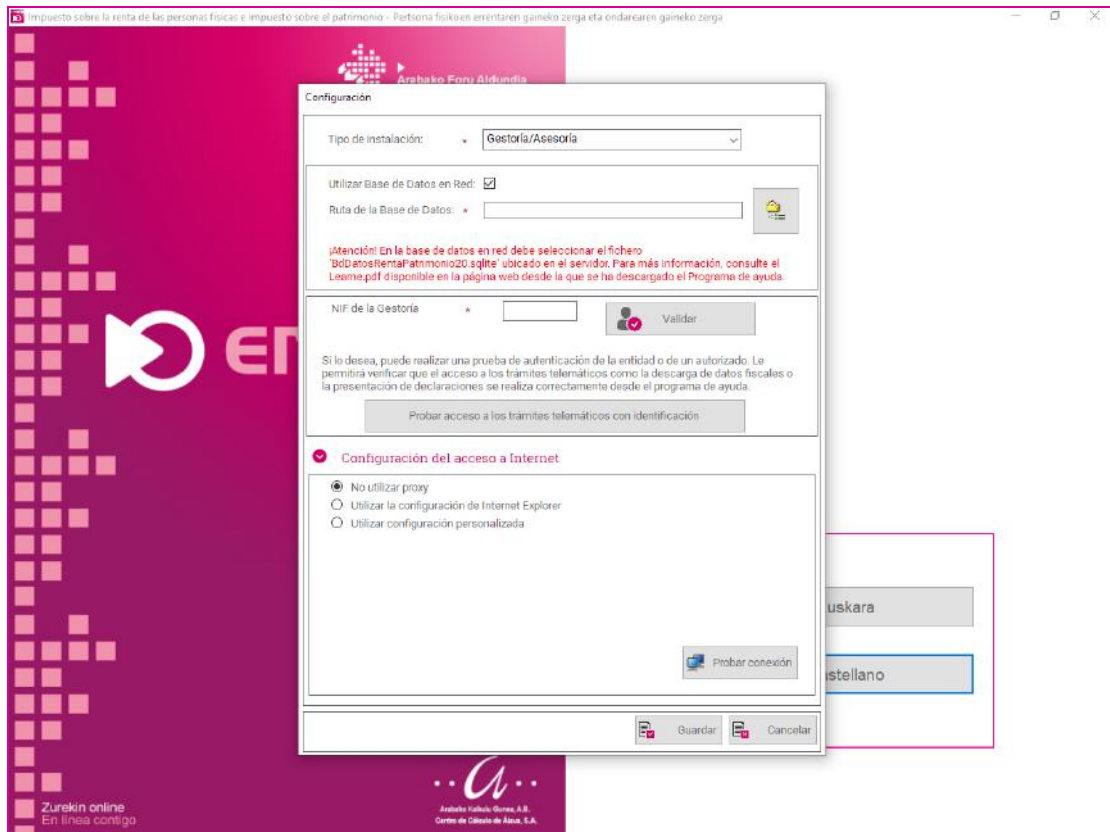 Impuesto sobre la renta de las personas físicas e impuesto sobre el patrimonio - Pertsona fisikoen errentaren gaineko zerga eta ondarearen gaineko zerga
Arabako Foru Aldundia
Configuración
Tipo de instalación: * Gestoría/Asesoría
Utilizar Base de Datos en Red:
Ruta de la Base de Datos: *
¡Atención! En la base de datos en red debe seleccionar el fichero
'BdDatosRentaPatrimonio20.sqlite' ubicado en el servidor. Para más información, consulte el
Leame.pdf disponible en la página web desde la que se ha descargado el Programa de ayuda.
NIF de la Gestoría * Validar
Si lo desea, puede realizar una prueba de autenticación de la entidad o de un autorizado. Le
permitirá verificar que el acceso a los trámites telemáticos como la descarga de datos fiscales o
la presentación de declaraciones se realiza correctamente desde el programa de ayuda.
Probar acceso a los trámites telemáticos con identificación
Configuración del acceso a Internet
No utilizar proxy
Utilizar la configuración de Internet Explorer
Utilizar configuración personalizada
uskara
Probar conexión
stellano
Guardar Cancelar
Zurekin online
En línea contigo
Arabako Kalkulu Gunea, A.B.
Centro de Cálculo de Álava, S.A.